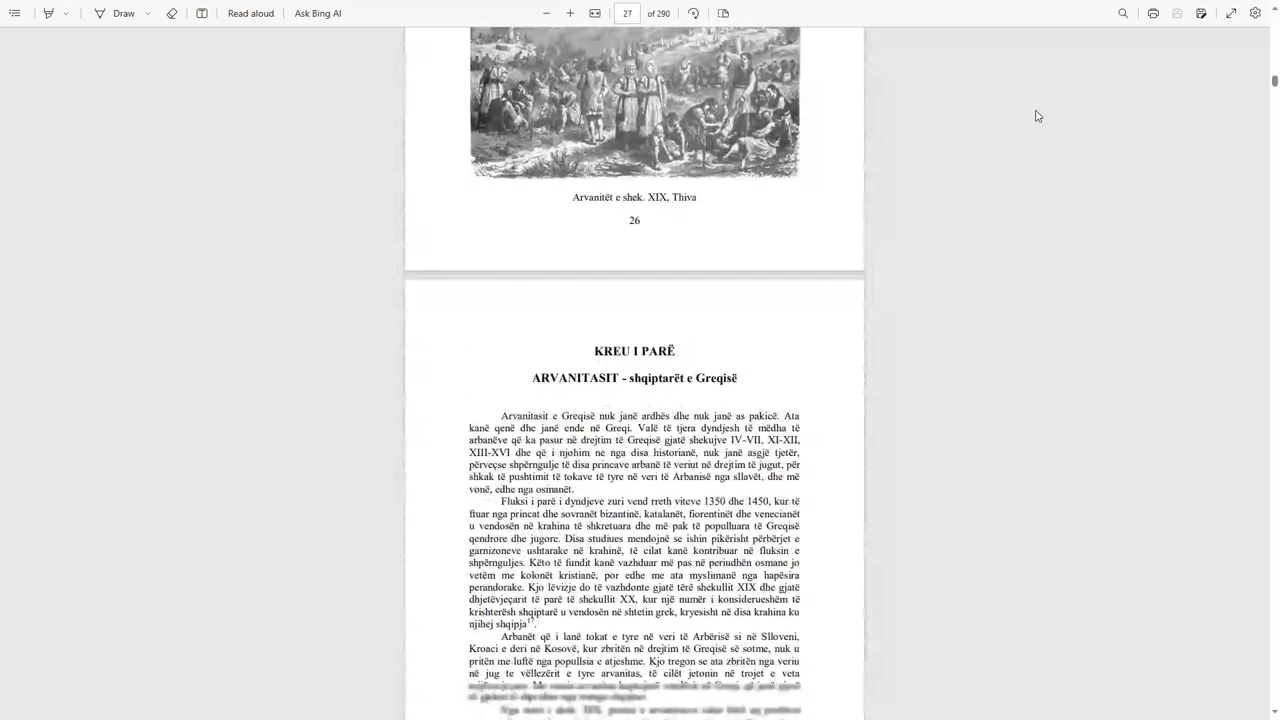 Draw
Read aloud
Ask Bing AI
27
of 290
Arvanitët e shek. XIX, Thiva
26
KREU I PARË
ARVANITASIT - shqiptarët e Greqisë
Arvanitasit e Greqisë nuk janë ardhës dhe nuk janë as pakicë. Ata
kanë qenë dhe janë ende në Greqi. Valë të tjera dyndjesh të mëdha të
arbanëve që ka pasur në drejtim të Greqisë gjatë shekujve IV-VII, XI-XII,
XIII-XVI dhe që i njohim ne nga disa historianë, nuk janë asgjë tjetër,
përveçse shpërngulje të disa princave arbanë të veriut në drejtim të jugut, për
shkak të pushtimit të tokave të tyre në veri të Arbanisë nga sllavët, dhe më
vonë, edhe nga osmanët.
Fluksi i parë i dyndjeve zuri vend rreth viteve 1350 dhe 1450, kur të
ftuar nga princat dhe sovranët bizantinë, katalanët, fiorentinët dhe venecianët
u vendosën në krahina të shkretuara dhe më pak të populluara të Greqisë
qendrore dhe jugore. Disa studiues mendojnë se ishin pikërisht përbërjet e
garnizoneve ushtarake në krahinë, të cilat kanë kontribuar në fluksin e
shpërnguljes. Këto të fundit kanë vazhduar më pas në periudhën osmane jo
vetëm me kolonët kristianë, por edhe me ata myslimanë nga hapësira
perandorake. Kjo lëvizje do të vazhdonte gjatë tërë shekullit XIX dhe gjatë
dhjetëvjeçarit të parë të shekullit XX, kur një numër i konsiderueshëm të
krishterësh shqiptarë u vendosën në shtetin grek, kryesisht në disa krahina ku
njihej shqipja17.
Arbanët që i lanë tokat e tyre në veri të Arbërisë si në Slloveni,
Kroaci e deri në Kosovë, kur zbritën në drejtim të Greqisë së sotme, nuk u
pritën me luftë nga popullsia e atjeshme. Kjo tregon se ata zbritën nga veriu
në jug te vëllezërit e tyre arvanitas, të cilët jetonin në trojet e veta